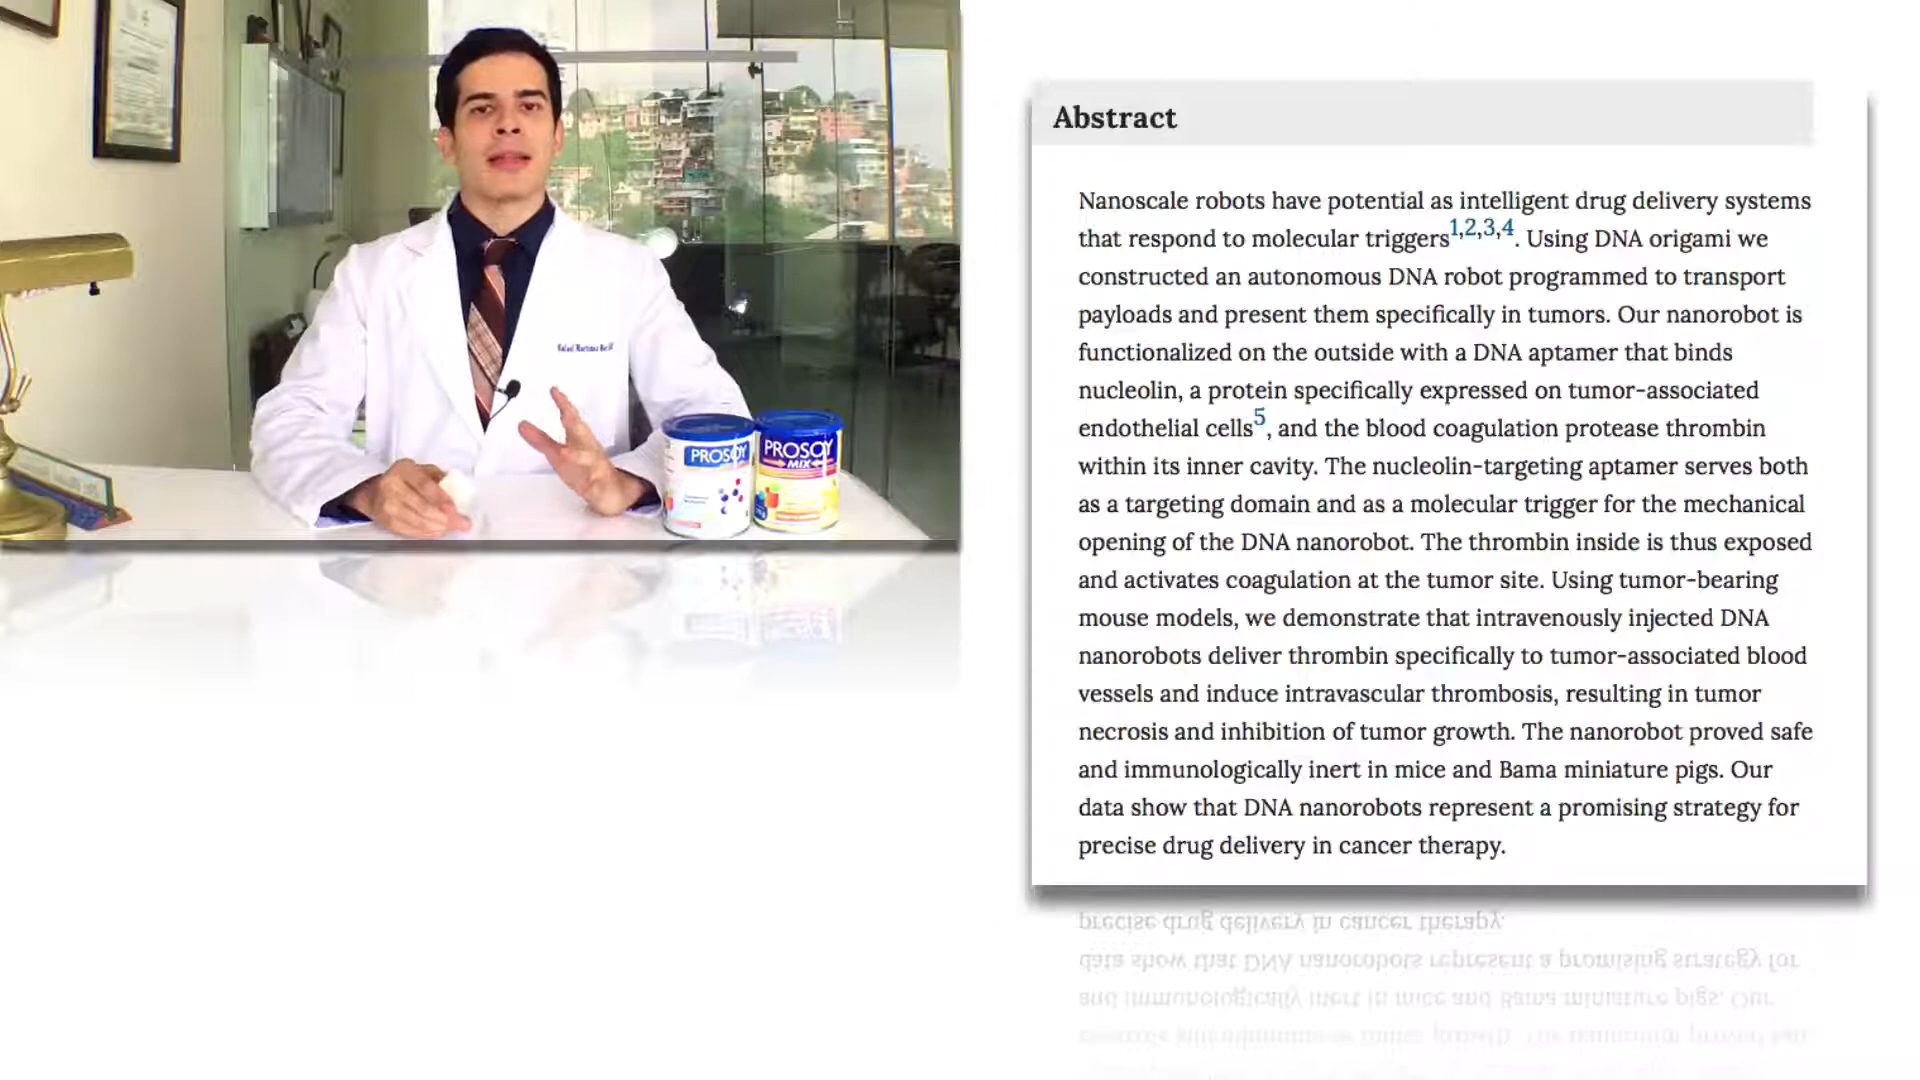 Rafael Martinez
PROSOY
PROSOY
MIX
Abstract
Nanoscale robots have potential as intelligent drug delivery systems
that respond to molecular triggers1,2,3,4. Using DNA origami we
constructed an autonomous DNA robot programmed to transport
payloads and present them specifically in tumors. Our nanorobot is
functionalized on the outside with a DNA aptamer that binds
nucleolin, a protein specifically expressed on tumor-associated
endothelial cells5, and the blood coagulation protease thrombin
within its inner cavity. The nucleolin-targeting aptamer serves both
as a targeting domain and as a molecular trigger for the mechanical
opening of the DNA nanorobot. The thrombin inside is thus exposed
and activates coagulation at the tumor site. Using tumor-bearing
mouse models, we demonstrate that intravenously injected DNA
nanorobots deliver thrombin specifically to tumor-associated blood
vessels and induce intravascular thrombosis, resulting in tumor
necrosis and inhibition of tumor growth. The nanorobot proved safe
and immunologically inert in mice and Bama miniature pigs. Our
data show that DNA nanorobots represent a promising strategy for
precise drug delivery in cancer therapy.